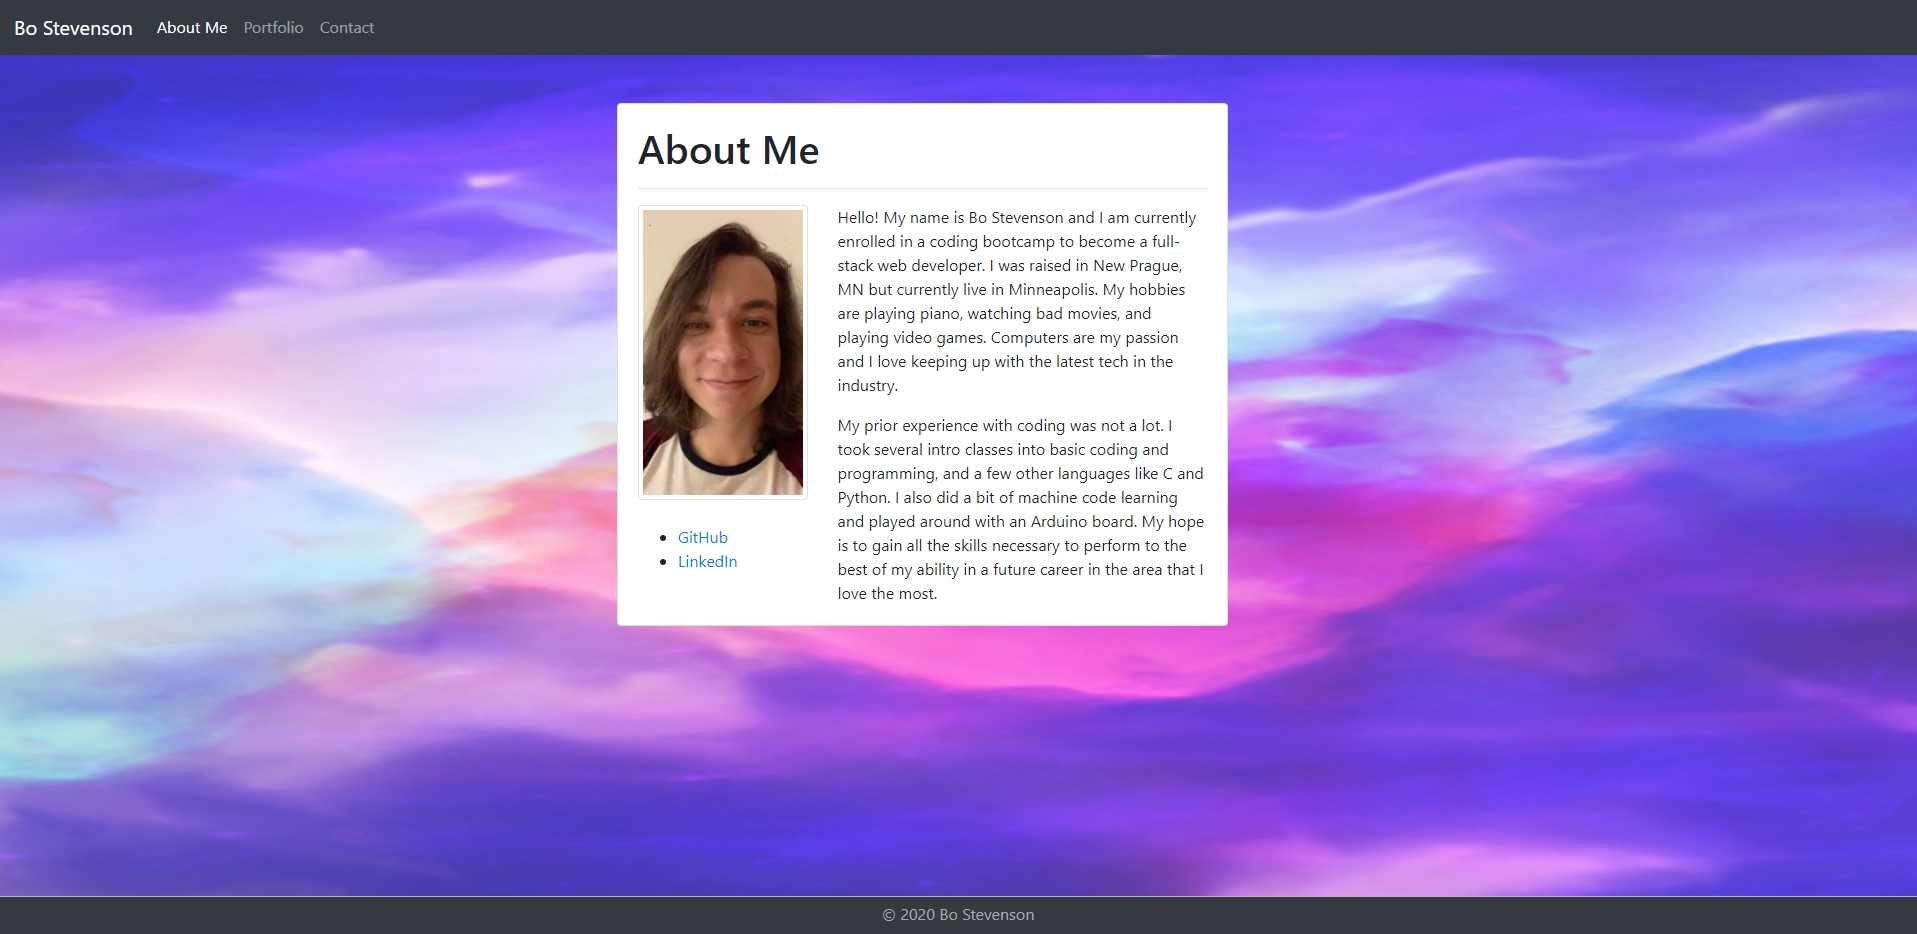 Bo Stevenson About Me Portfolio Contact
About Me
Hello! My name is Bo Stevenson and I am currently
enrolled in a coding bootcamp to become a full-
stack web developer. I was raised in New Prague,
MN but currently live in Minneapolis. My hobbies
are playing piano, watching bad movies, and
playing video games. Computers are my passion
and I love keeping up with the latest tech in the
industry.
My prior experience with coding was not a lot. I
took several intro classes into basic coding and
programming, and a few other languages like C and
Python. I also did a bit of machine code learning
and played around with an Arduino board. My hope
is to gain all the skills necessary to perform to the
best of my ability in a future career in the area that I
love the most.
GitHub
LinkedIn
© 2020 Bo Stevenson